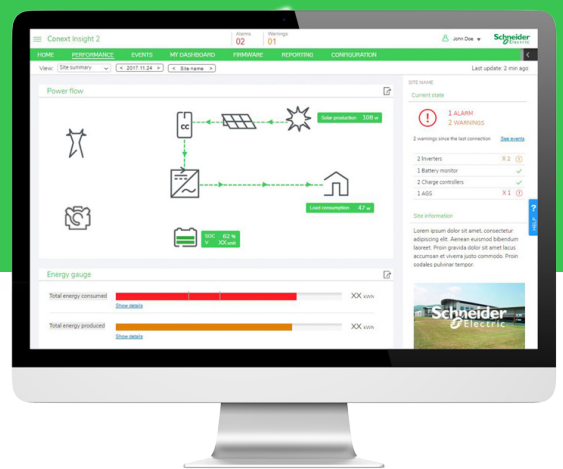 Conext Insight 2
Alarms
02
Warnings
01
John Doe
Schneider
Electric
HOME PERFORMANCE EVENTS MY DASHBOARD FIRMWARE REPORTING CONFIGURATION
View: Site summary < 2017.11.24 > < Site name >
Last update: 2 min ago
Power flow
CC
Solar production 108 W
Load consumption 47 W
SOC 62 %
V XX volt
Energy gauge
Total energy consumed
XX kWh
Show details
Total energy produced
XX kWh
Show details
SITE NAME
Current state
1 ALARM
2 WARNINGS
2 warnings since the last connection See events
2 Inverters X 2
1 Battery monitor
2 Charge controllers
1 AGS X 1
? HELP
Site information
Lorem ipsum dolor sit amet, consectetur
adipiscing elit. Aenean euismod bibendum
laoreet. Proin gravida dolor sit amet lacus
accumsan et viverra justo commodo. Proin
sodales pulvinar tempor.
Schneider
Electric